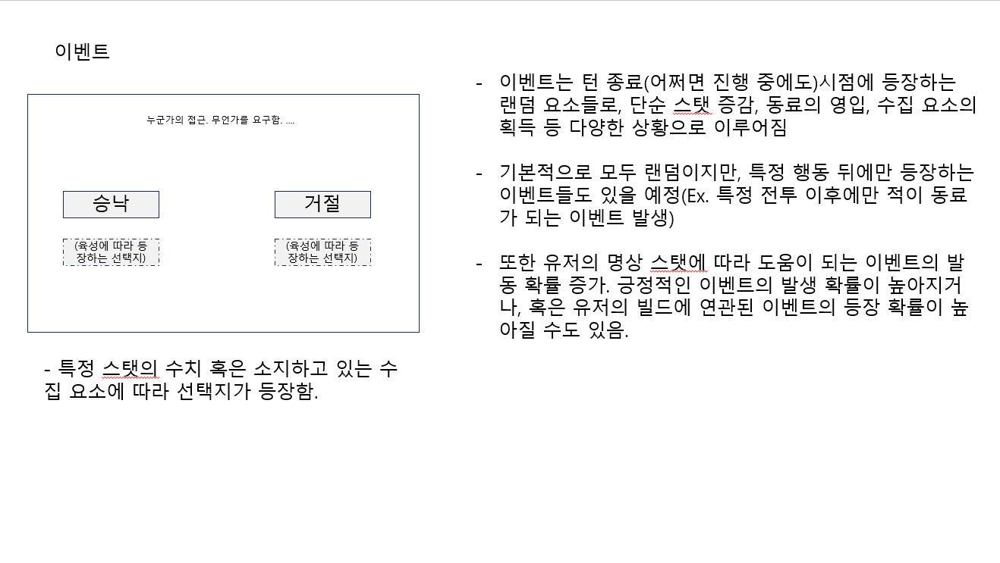 이벤트
누군가의 접근. 무언가를 요구함. ....
승낙
거절
(육성에 따라 등
장하는 선택지)
(육성에 따라 등
장하는 선택지)
- 특정 스탯의 수치 혹은 소지하고 있는 수
집 요소에 따라 선택지가 등장함.
- 이벤트는 턴 종료(어쩌면 진행 중에도)시점에 등장하는
랜덤 요소들로, 단순 스탯 증감, 동료의 영입, 수집 요소의
획득 등 다양한 상황으로 이루어짐
- 기본적으로 모두 랜덤이지만, 특정 행동 뒤에만 등장하는
이벤트들도 있을 예정(Ex. 특정 전투 이후에만 적이 동료
가 되는 이벤트 발생)
- 또한 유저의 명상 스탯에 따라 도움이 되는 이벤트의 발
동 확률 증가. 긍정적인 이벤트의 발생 확률이 높아지거
나, 혹은 유저의 빌드에 연관된 이벤트의 등장 확률이 높
아질 수도 있음.